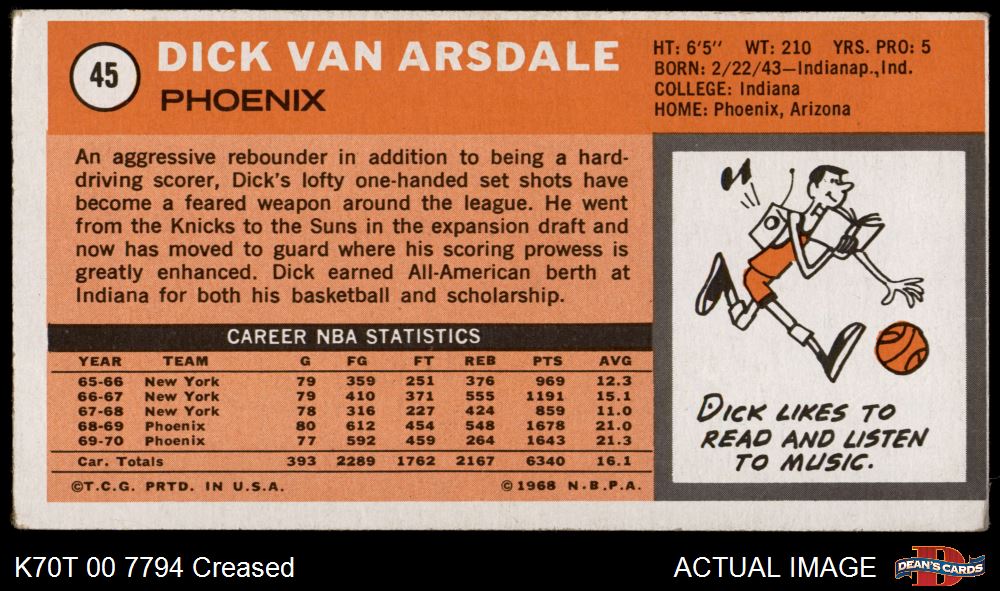 45
DICK VAN ARSDALE
PHOENIX
HT: 6'5" WT: 210 YRS. PRO: 5
BORN: 2/22/43—Indianap.,Ind.
COLLEGE: Indiana
HOME: Phoenix, Arizona
An aggressive rebounder in addition to being a hard-
driving scorer, Dick's lofty one-handed set shots have
become a feared weapon around the league. He went
from the Knicks to the Suns in the expansion draft and
now has moved to guard where his scoring prowess is
greatly enhanced. Dick earned All-American berth at
Indiana for both his basketball and scholarship.
CAREER NBA STATISTICS
YEAR TEAM G FG FT REB PTS AVG
65-66 New York 79 359 251 376 969 12.3
66-67 New York 79 410 371 555 1191 15.1
67-68 New York 78 316 227 424 859 11.0
68-69 Phoenix 80 612 454 548 1678 21.0
69-70 Phoenix 77 592 459 264 1643 21.3
Car. Totals 393 2289 1762 2167 6340 16.1
©T.C.G. PRTD. IN U.S.A. ©1968 N.B.P.A.
DICK LIKES TO
READ AND LISTEN
TO MUSIC.
K70T 00 7794 Creased
ACTUAL IMAGE
D
DEAN'S CARDS